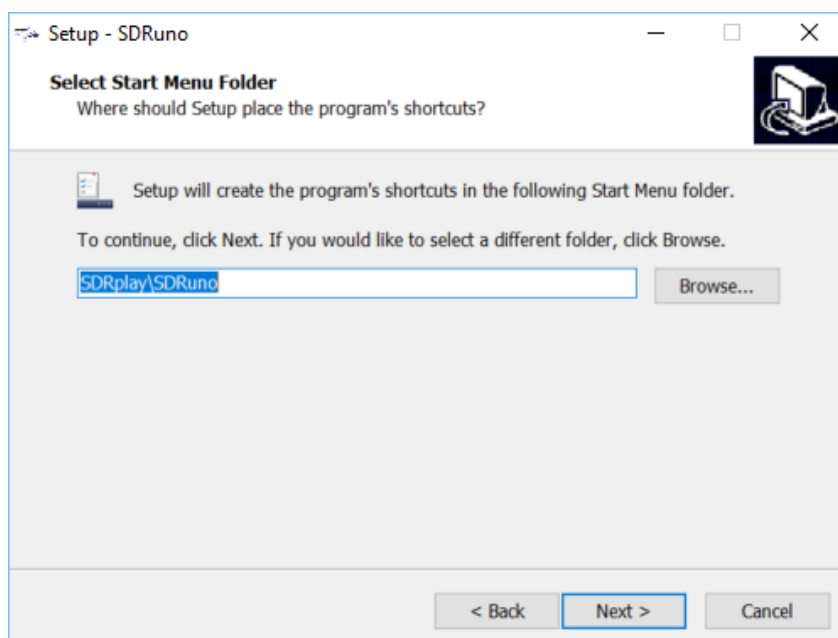 Setup - SDRuno
Select Start Menu Folder
Where should Setup place the program's shortcuts?
Setup will create the program's shortcuts in the following Start Menu folder.
To continue, click Next. If you would like to select a different folder, click Browse.
SDRplay\SDRuno
Browse...
< Back
Next >
Cancel